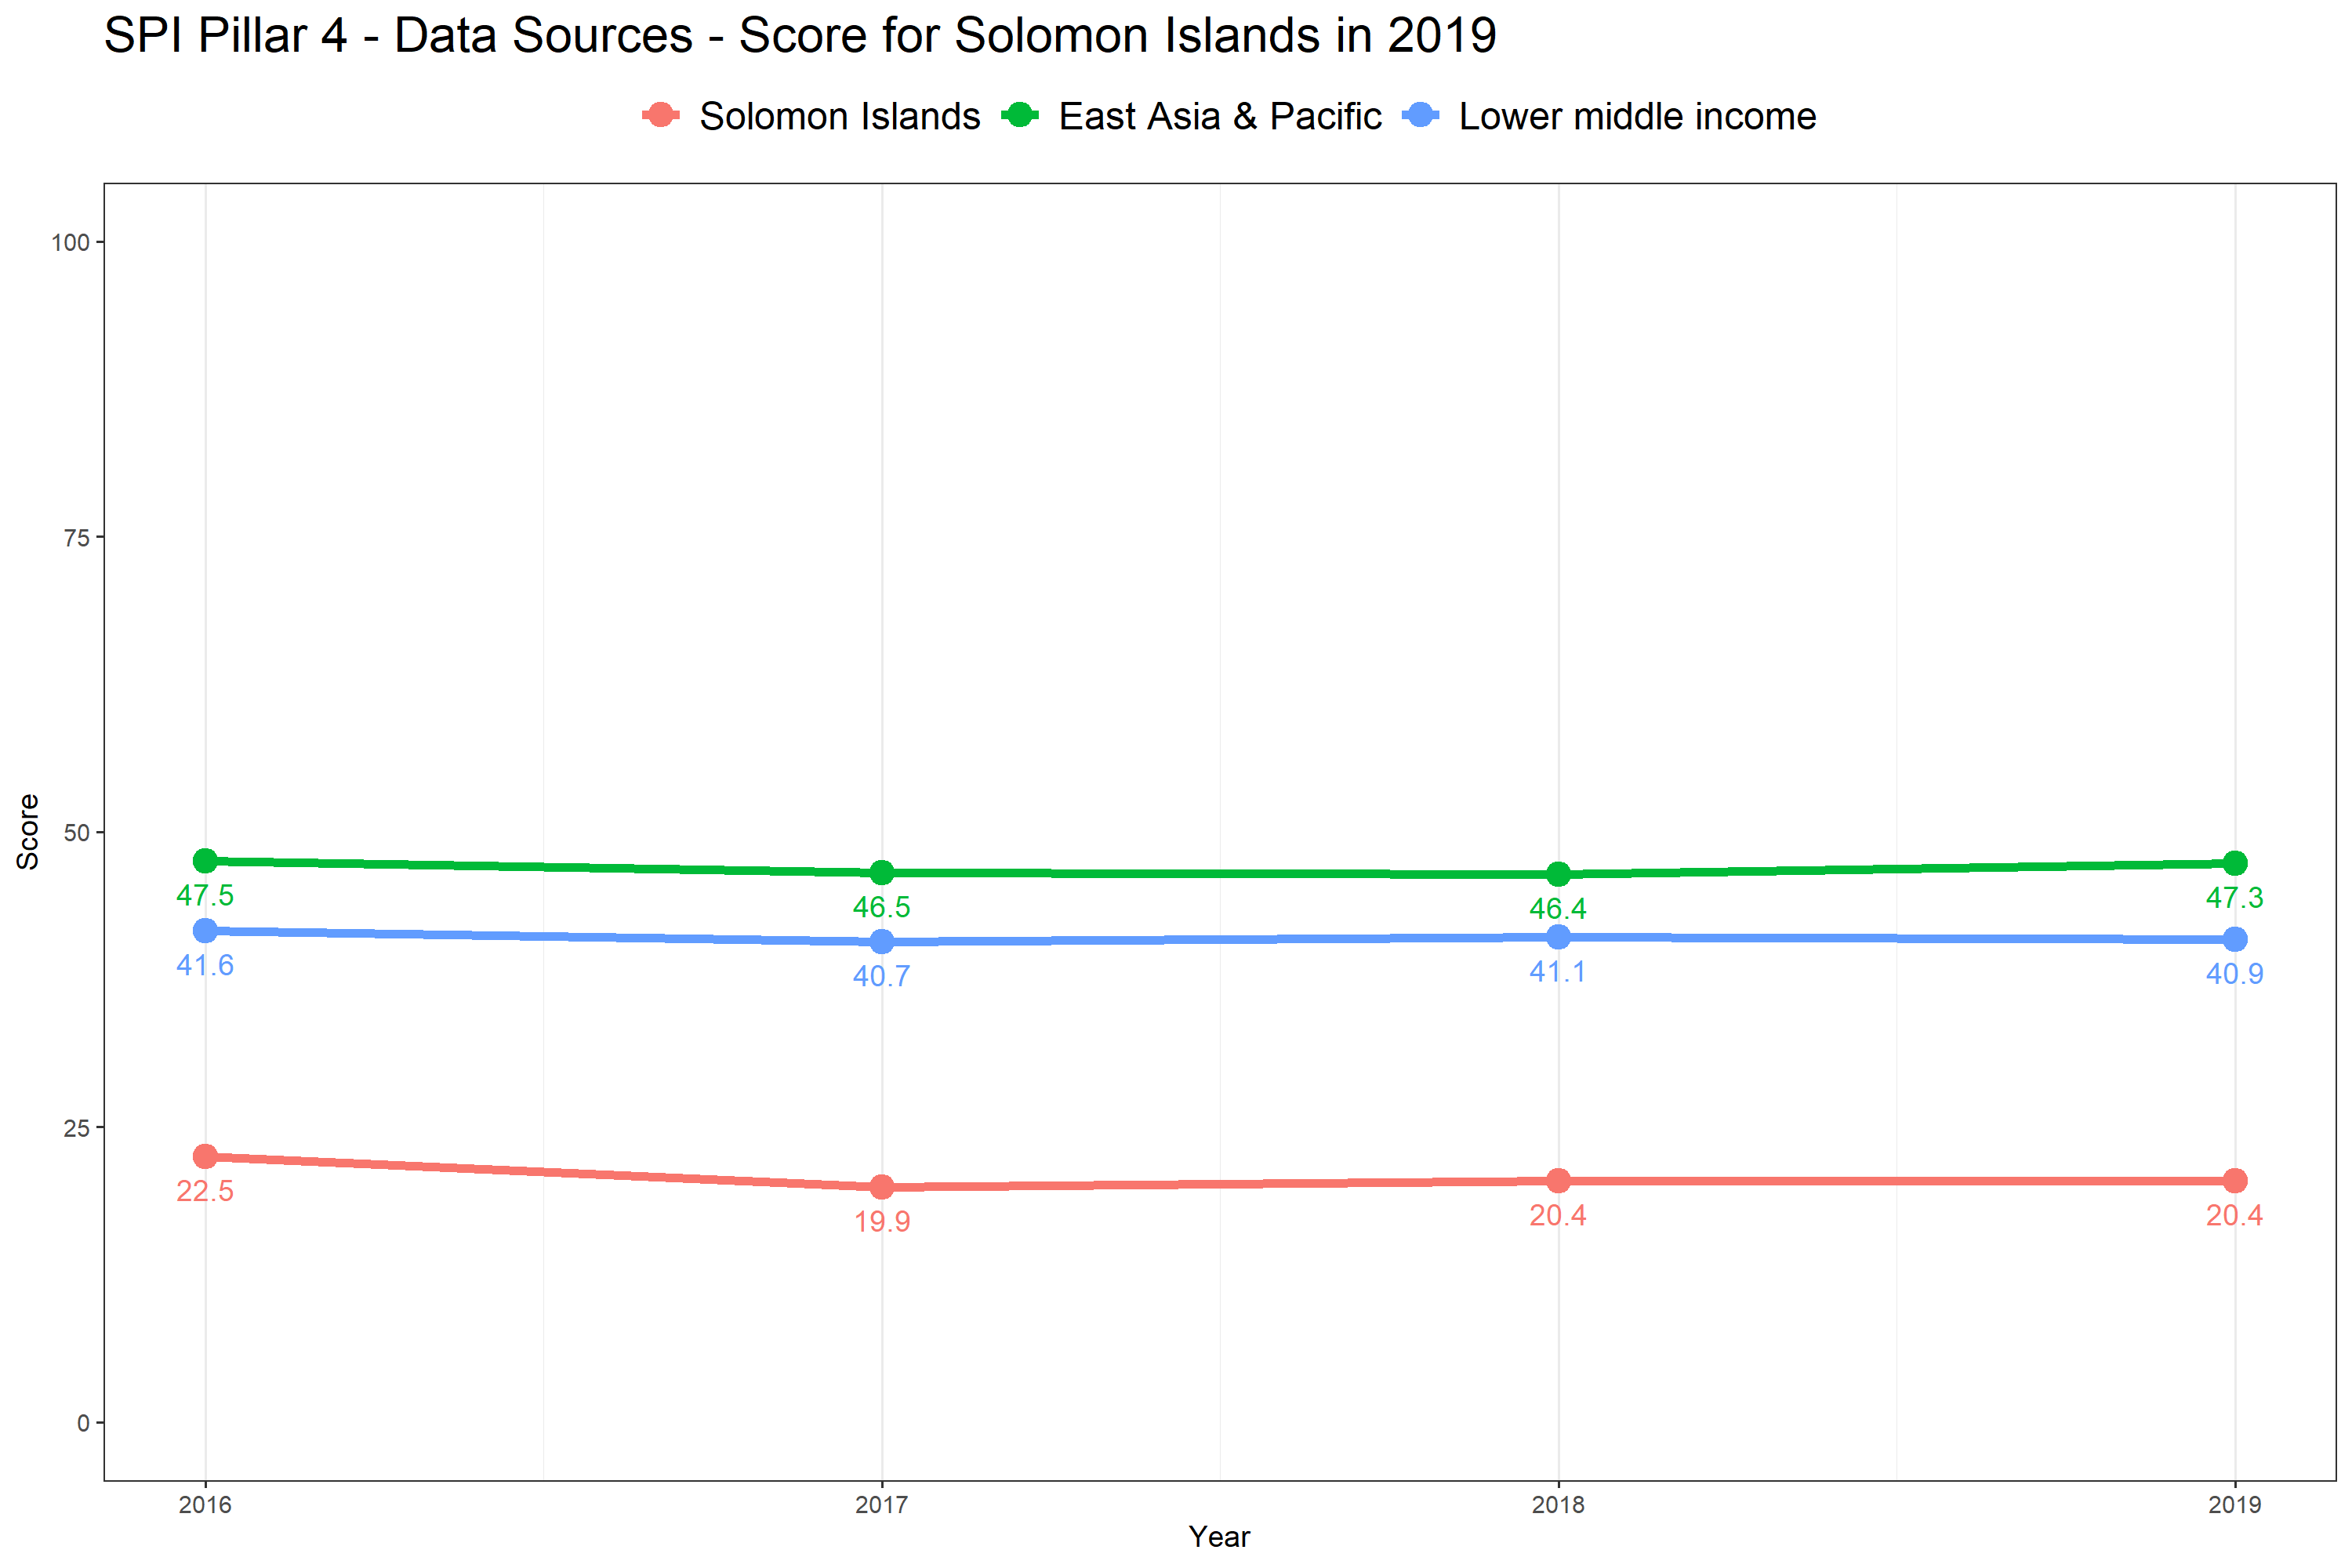 SPI Pillar 4 - Data Sources - Score for Solomon Islands in 2019
Solomon Islands East Asia & Pacific Lower middle income
100
75
50
25
0
Score
47.5 46.5 46.4 47.3
41.6 40.7 41.1 40.9
22.5 19.9 20.4 20.4
2016 2017 2018 2019
Year